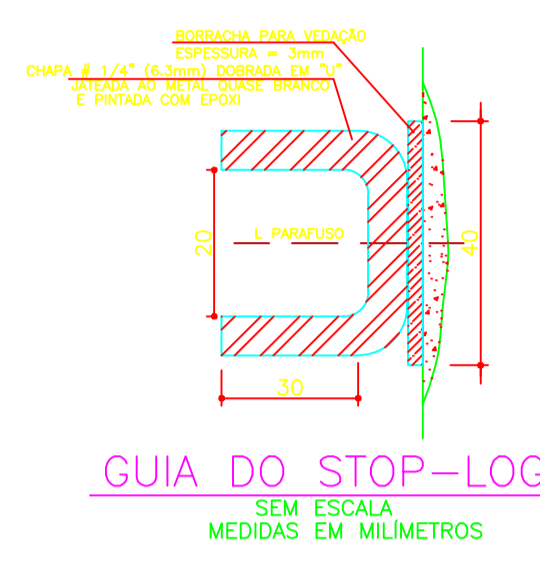 BORRACHA PARA VEDAÇÃO
ESPESSURA = 3mm
CHAPA # 1/4" (6.3mm) DOBRADA EM "U"
JATEADA AO METAL QUASE BRANCO
E PINTADA COM EPOXI
20
L PARAFUSO
40
30
GUIA DO STOP-LOG
SEM ESCALA
MEDIDAS EM MILÍMETROS